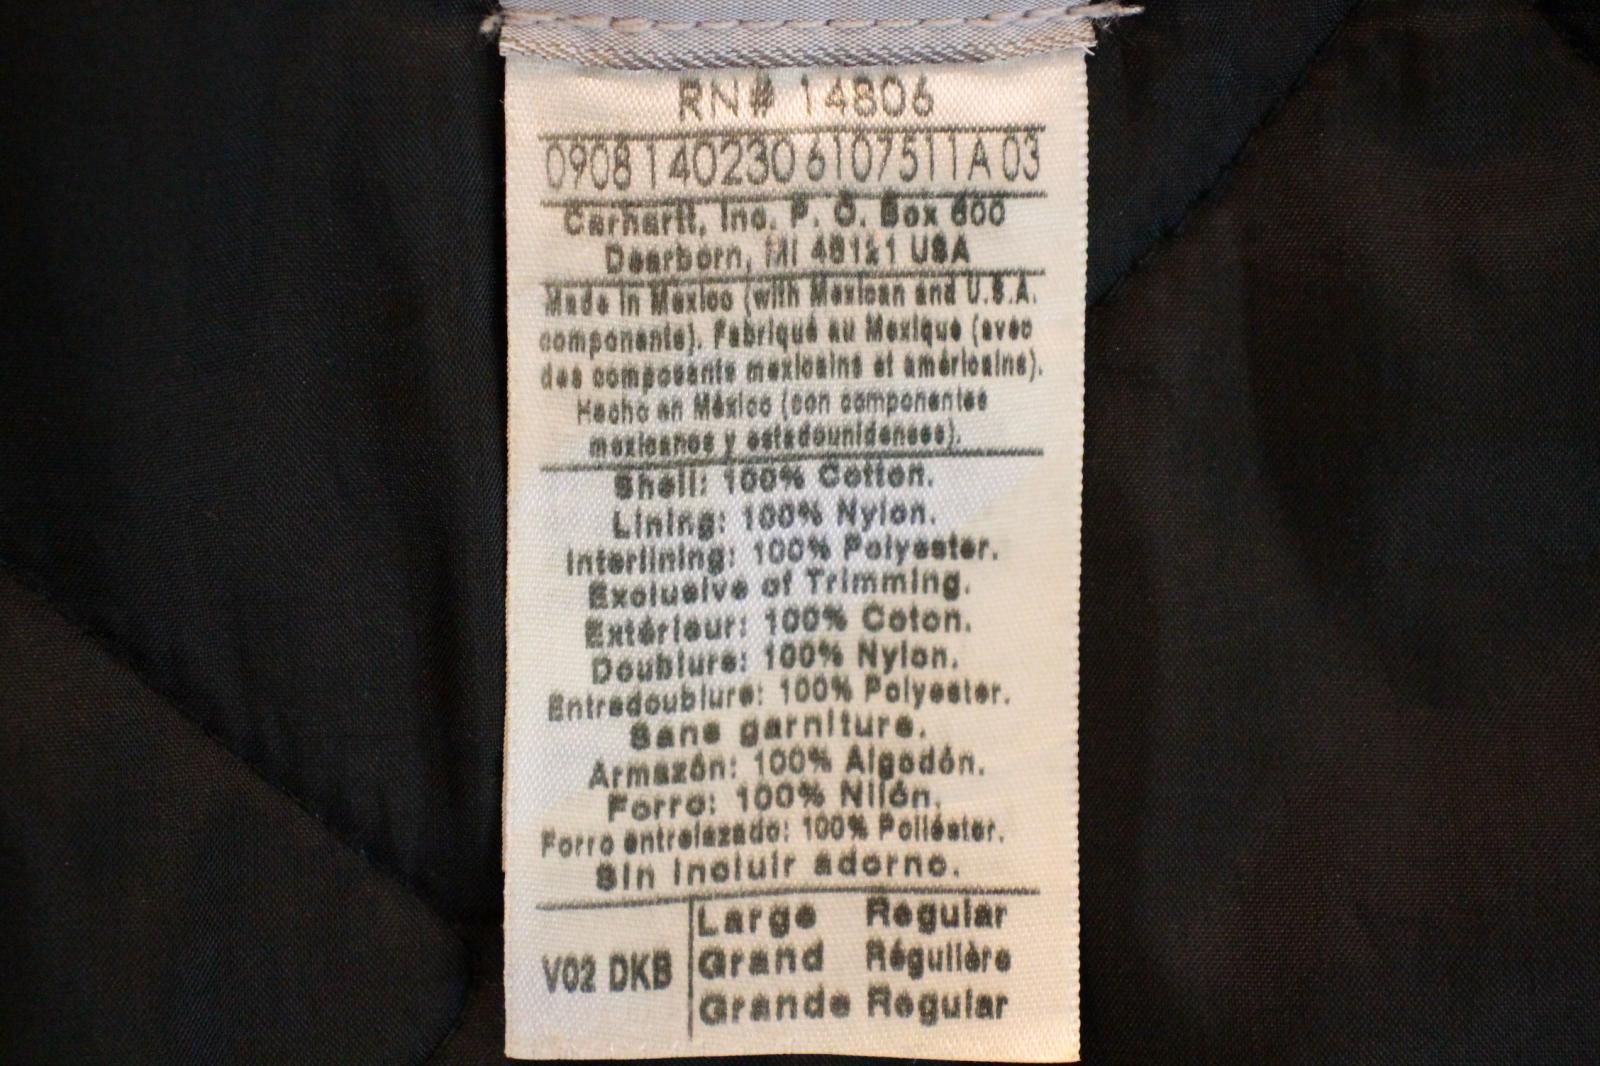 RN# 14806
0908140230 6107511A 03
Carhartt, Inc. P. O. Box 600
Dearborn, MI 48121 USA
Made in Mexico (with Mexican and U.S.A.
components). Fabriqué au Mexique (avec
des composants mexicains et américains).
Hecho en México (con componentes
mexicanos y estadounidenses).
Shell: 100% Cotton.
Lining: 100% Nylon.
Interlining: 100% Polyester.
Exclusive of Trimming.
Extérieur: 100% Coton.
Doublure: 100% Nylon.
Entredoublure: 100% Polyester.
Sans garniture.
Armazón: 100% Algodón.
Forro: 100% Nilón.
Forro entrelazado: 100% Poliéster.
Sin incluir adorno.
V02 DKB
Large Regular
Grand Régulière
Grande Regular